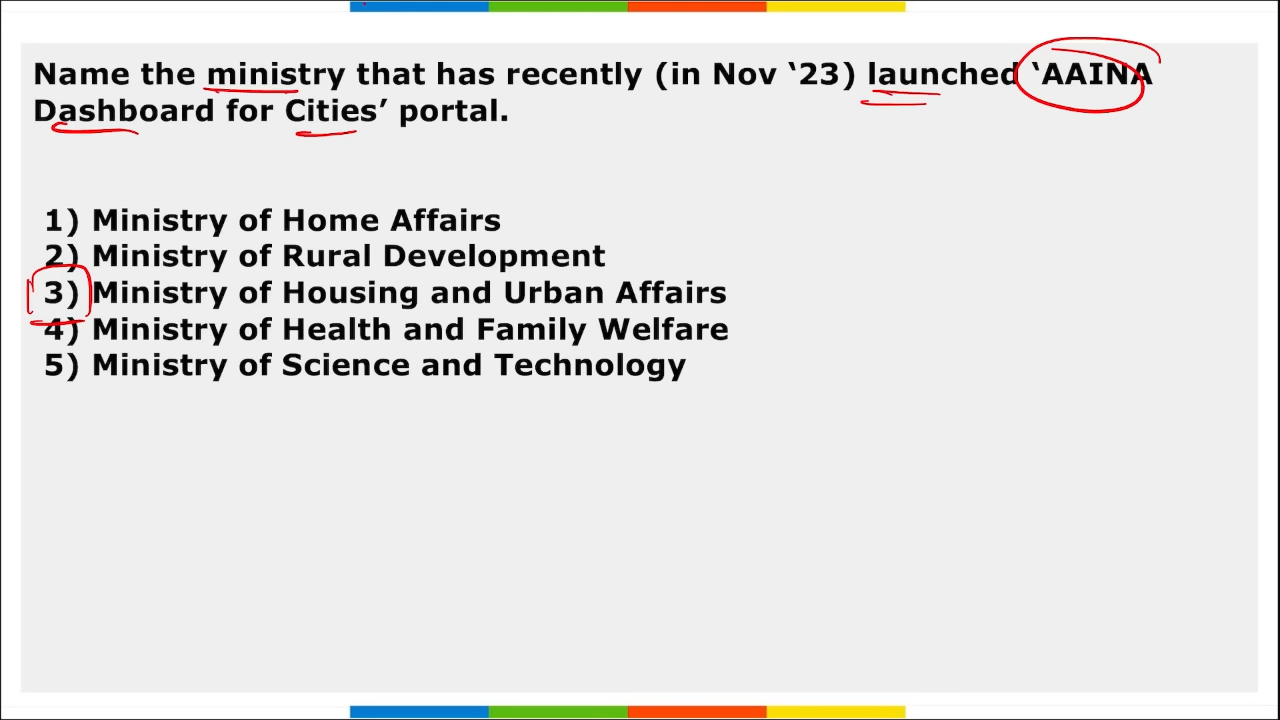 Name the ministry that has recently (in Nov ‘23) launched ‘AAINA
Dashboard for Cities’ portal.
1) Ministry of Home Affairs
2) Ministry of Rural Development
3) Ministry of Housing and Urban Affairs
4) Ministry of Health and Family Welfare
5) Ministry of Science and Technology